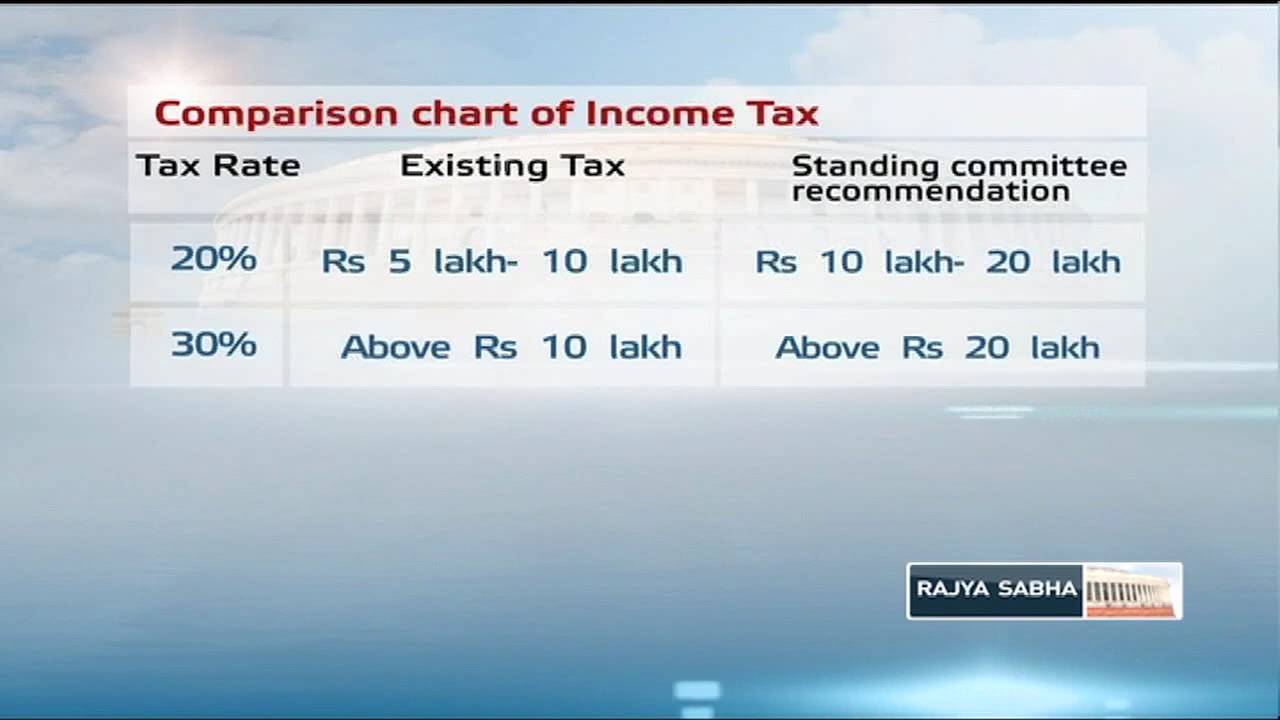 Comparison chart of Income Tax
Tax Rate Existing Tax Standing committee
recommendation
20% Rs 5 lakh- 10 lakh Rs 10 lakh- 20 lakh
30% Above Rs 10 lakh Above Rs 20 lakh
RAJYA SABHA